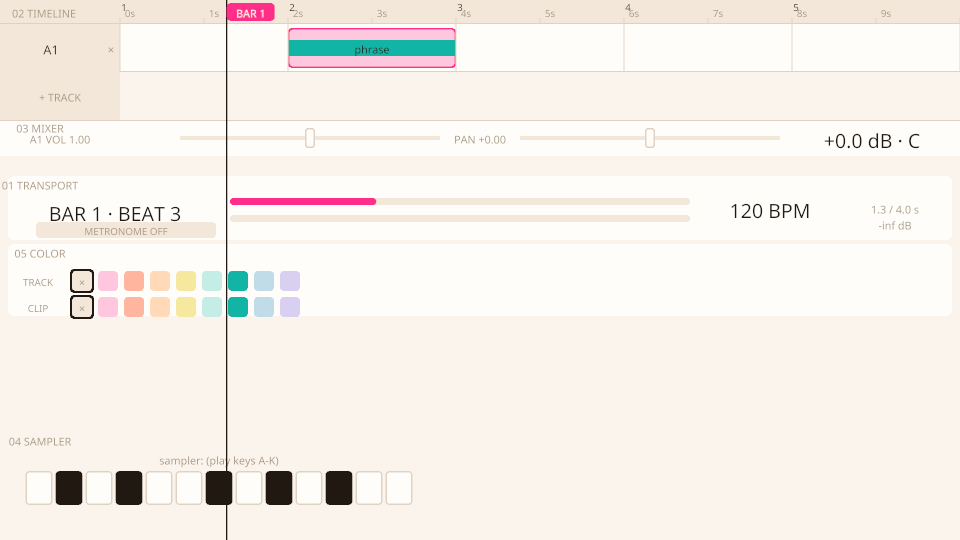 02 TIMELINE
1 2 3 4 5
0s 1s BAR 1 2s 3s 4s 5s 6s 7s 8s 9s
A1 × phrase
+ TRACK
03 MIXER
A1 VOL 1.00 PAN +0.00 +0.0 dB · C
01 TRANSPORT
BAR 1 · BEAT 3 120 BPM 1.3 / 4.0 s
METRONOME OFF -inf dB
05 COLOR
TRACK ×
CLIP ×
04 SAMPLER
sampler: (play keys A-K)